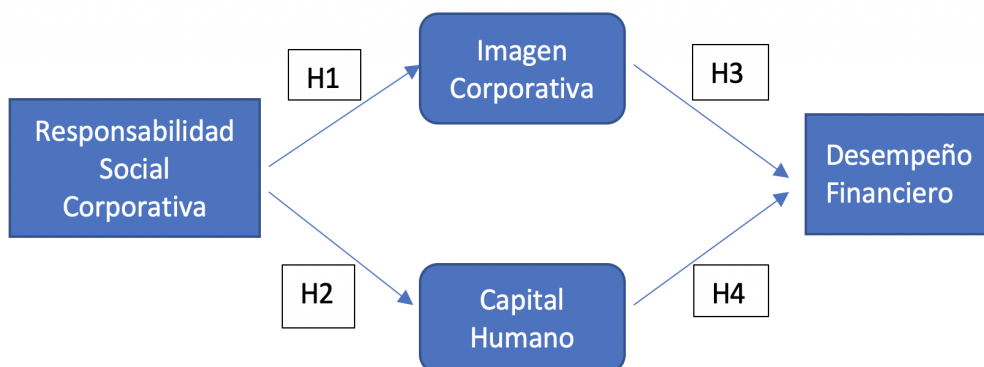 Responsabilidad
Social
Corporativa
H1
Imagen
Corporativa
H3
H2
Capital
Humano
H4
Desempeño
Financiero